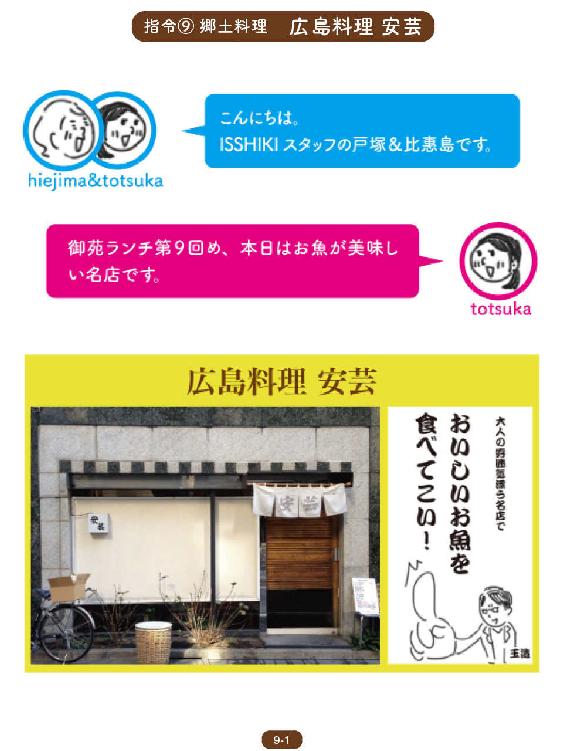 指令⑨ 郷土料理 広島料理 安芸
こんにちは。
ISSHIKI スタッフの戸塚＆比惠島です。
hiejima&totsuka
御苑ランチ第9回め、本日はお魚が美味し
い名店です。
totsuka
広島料理 安芸
安芸
安芸
大人の雰囲気漂う名店で
おいしいお魚を
食べてこい！
玉造
9-1